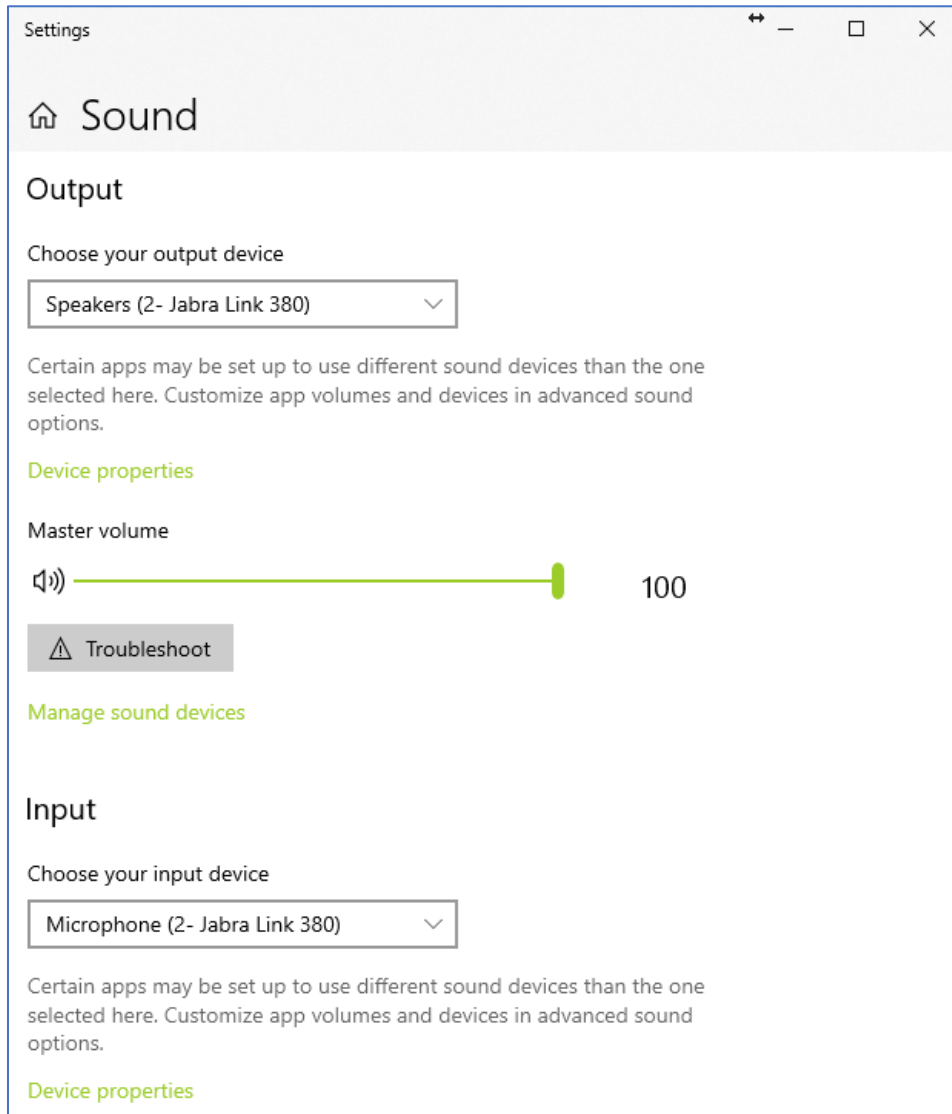 Settings
Sound
Output
Choose your output device
Speakers (2- Jabra Link 380)
Certain apps may be set up to use different sound devices than the one
selected here. Customize app volumes and devices in advanced sound
options.
Device properties
Master volume
100
Troubleshoot
Manage sound devices
Input
Choose your input device
Microphone (2- Jabra Link 380)
Certain apps may be set up to use different sound devices than the one
selected here. Customize app volumes and devices in advanced sound
options.
Device properties